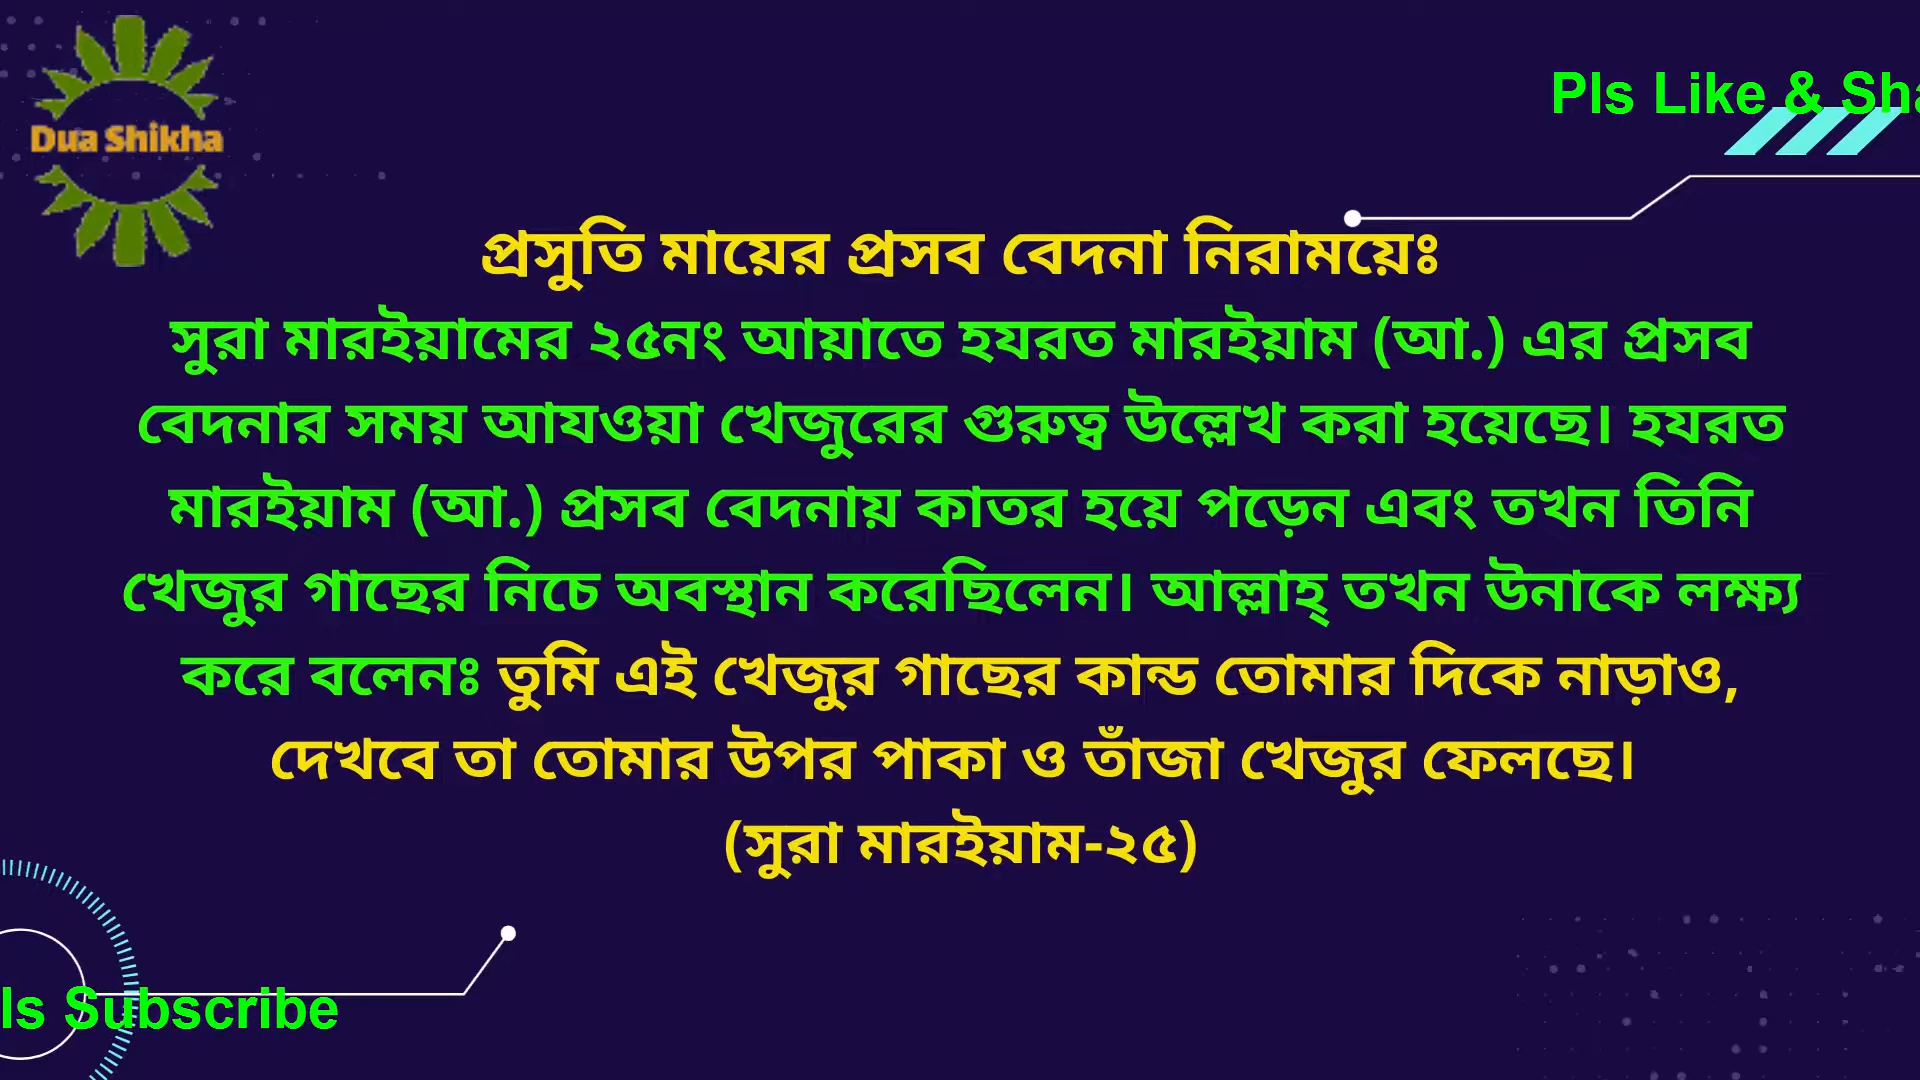 Dua Shikha
Pls Like & Sha
প্রসুতি মায়ের প্রসব বেদনা নিরাময়েঃ
সুরা মারইয়ামের ২৫নং আয়াতে হযরত মারইয়াম (আ.) এর প্রসব
বেদনার সময় আযওয়া খেজুরের গুরুত্ব উল্লেখ করা হয়েছে। হযরত
মারইয়াম (আ.) প্রসব বেদনায় কাতর হয়ে পড়েন এবং তখন তিনি
খেজুর গাছের নিচে অবস্থান করেছিলেন। আল্লাহ্ তখন উনাকে লক্ষ্য
করে বলেনঃ তুমি এই খেজুর গাছের কান্ড তোমার দিকে নাড়াও,
দেখবে তা তোমার উপর পাকা ও তাঁজা খেজুর ফেলছে।
(সুরা মারইয়াম-২৫)
ls Subscribe